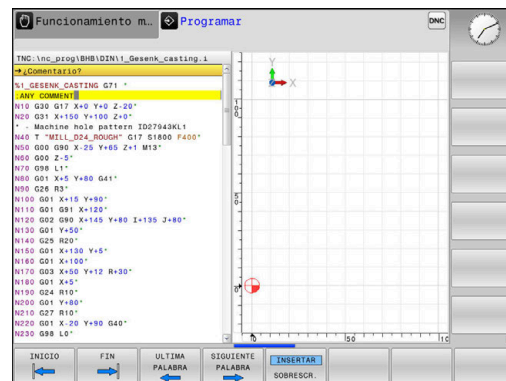 Funcionamiento m…
Programar
DNC
TNC:\nc_prog\BHB\DIN\1_Gesenk_casting.i
→¿Comentario?
%1_GESENK_CASTING G71 *
;ANY COMMENT
N10 G30 G17 X+0 Y+0 Z-20*
N20 G31 X+150 Y+100 Z+0*
* - Machine hole pattern ID27943KL1
N40 T "MILL_D24_ROUGH" G17 S1800 F400*
N50 G00 G90 X-25 Y+65 Z+1 M13*
N60 G00 Z-5*
N70 G98 L1*
N80 G01 X+5 Y+80 G41*
N90 G26 R3*
N100 G01 X+15 Y+90*
N110 G01 G91 X+120*
N120 G02 G90 X+145 Y+80 I+135 J+80*
N130 G01 Y+50*
N140 G25 R20*
N150 G01 X+130 Y+5*
N160 G01 X+100*
N170 G03 X+50 Y+12 R+30*
N180 G01 X+5*
N190 G24 R10*
N200 G01 Y+80*
N210 G27 R10*
N220 G01 X-20 Y+90 G40*
N230 G98 L0*
Y
X
100
50
0
0
50
10
INICIO
FIN
ULTIMA PALABRA
SIGUIENTE PALABRA
INSERTAR
SOBRESCR.